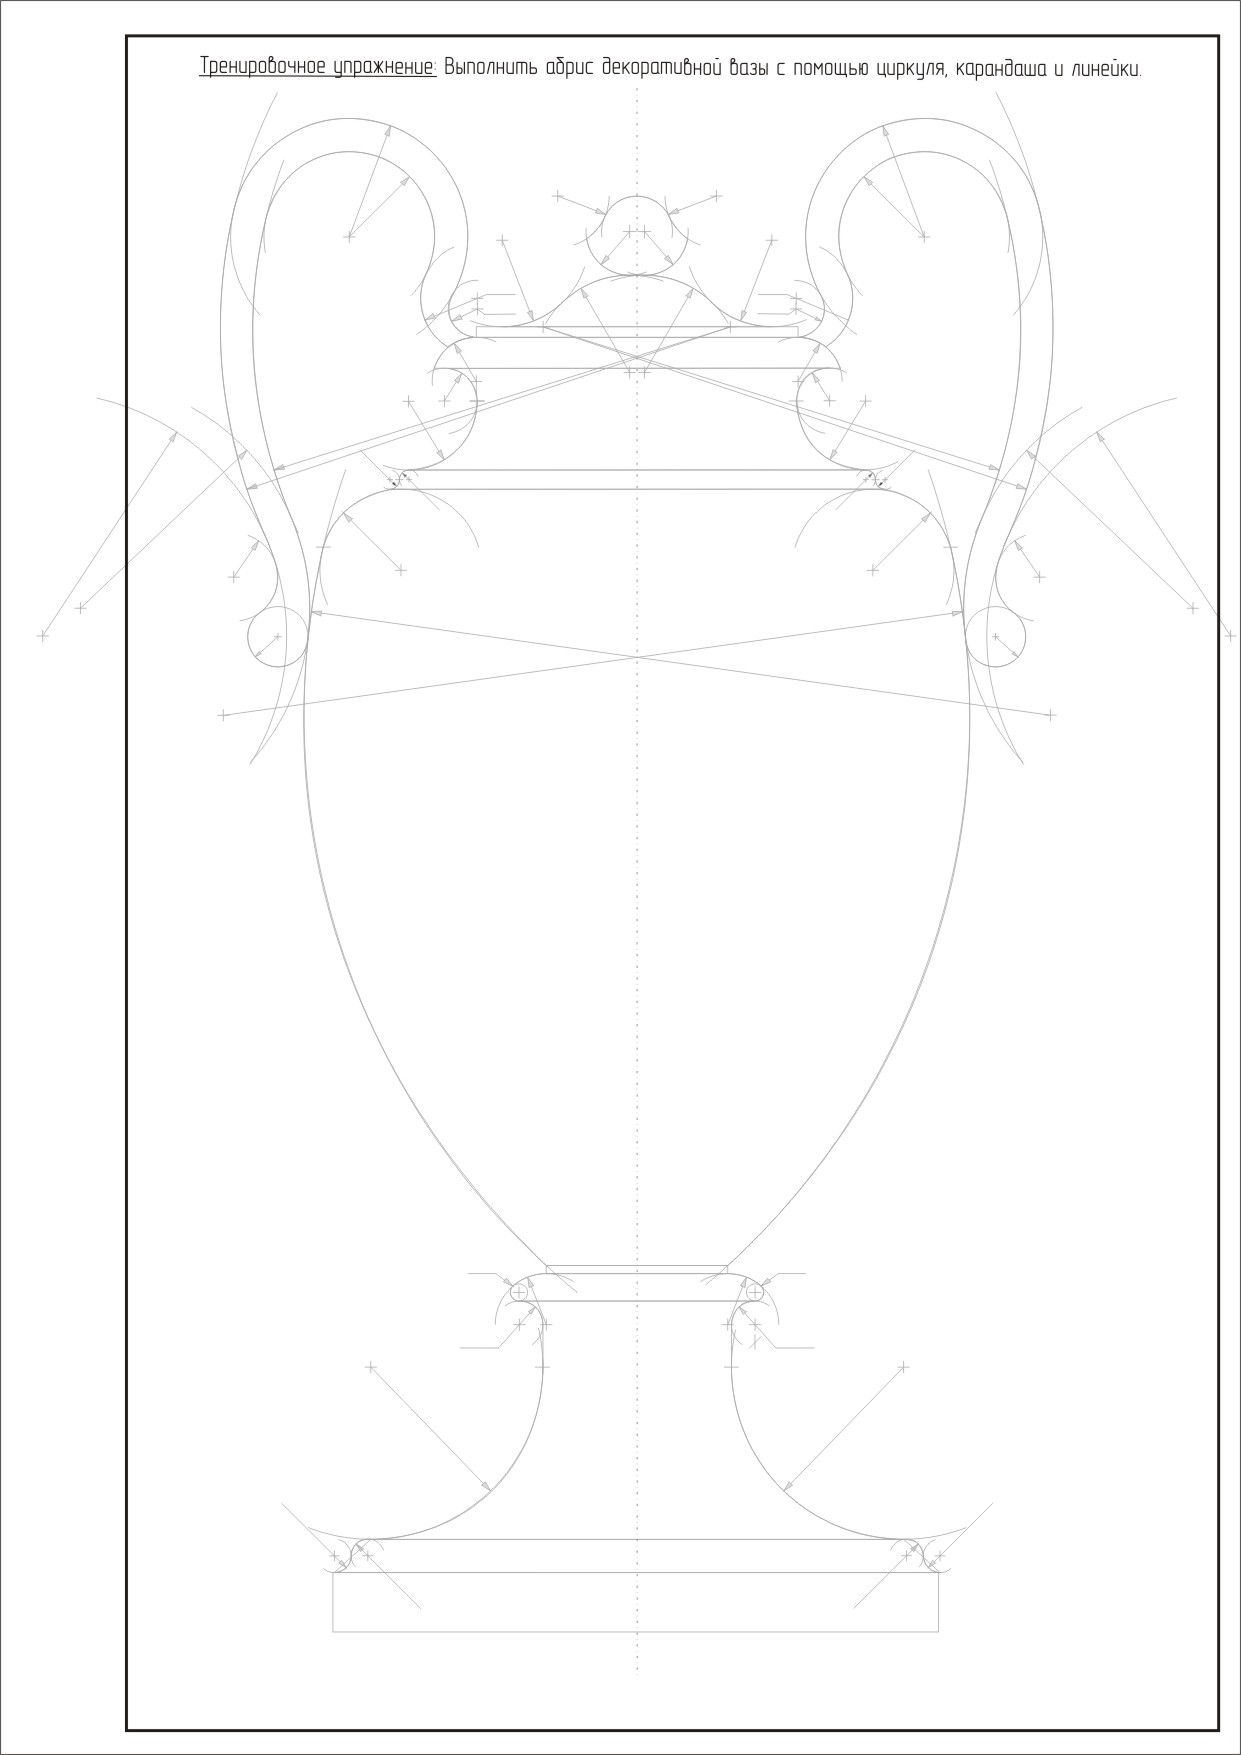 Тренировочное упражнение: Выполнить абрис декоративной вазы с помощью циркуля, карандаша и линейки.